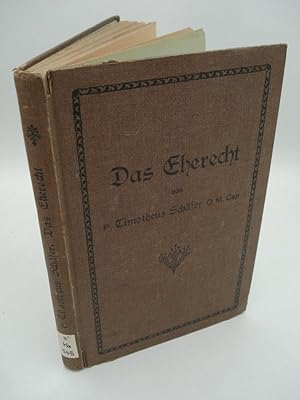 Das Eherecht
von
P. Timotheus Schäfer O. M. Cap
P. Timotheus Schäfer, Das Eherecht